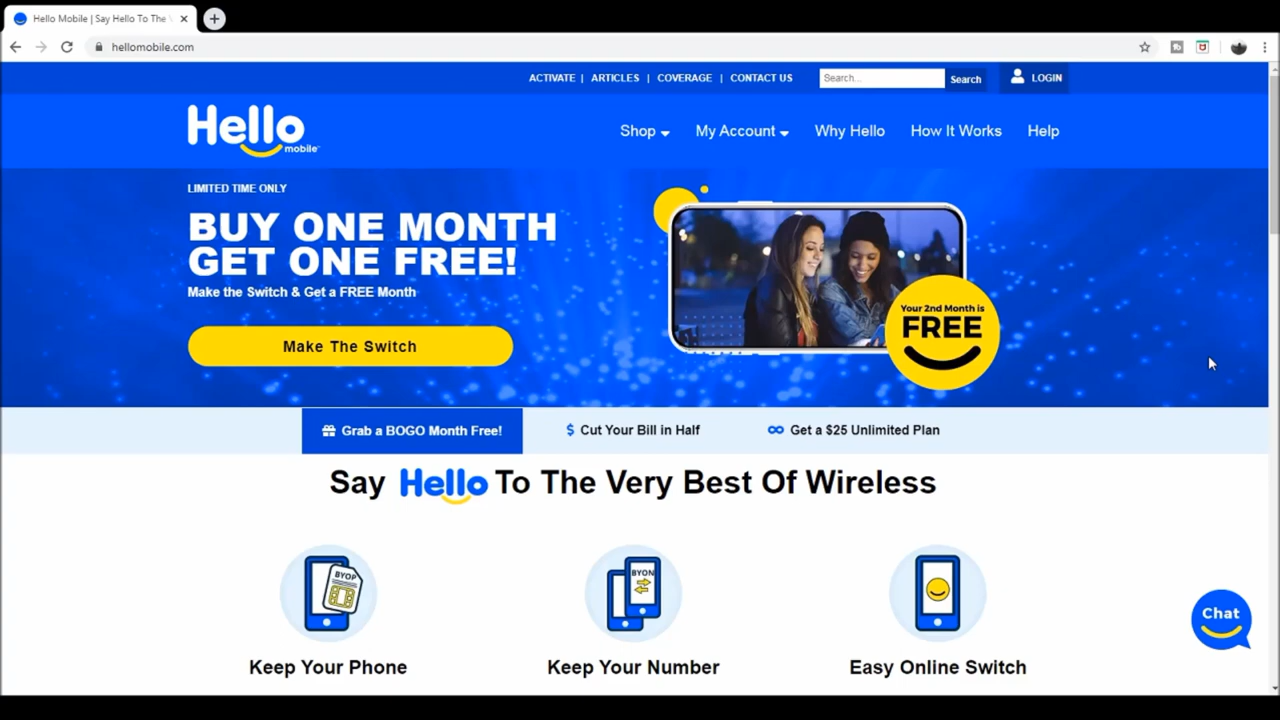 Hello Mobile | Say Hello To The
hellomobile.com
ACTIVATE | ARTICLES | COVERAGE | CONTACT US Search... Search LOGIN
Hello mobile
Shop My Account Why Hello How It Works Help
LIMITED TIME ONLY
BUY ONE MONTH
GET ONE FREE!
Make the Switch & Get a FREE Month
Make The Switch
Your 2nd Month is
FREE
Grab a BOGO Month Free! Cut Your Bill in Half Get a $25 Unlimited Plan
Say Hello To The Very Best Of Wireless
BYOP
BYON
Keep Your Phone Keep Your Number Easy Online Switch
Chat